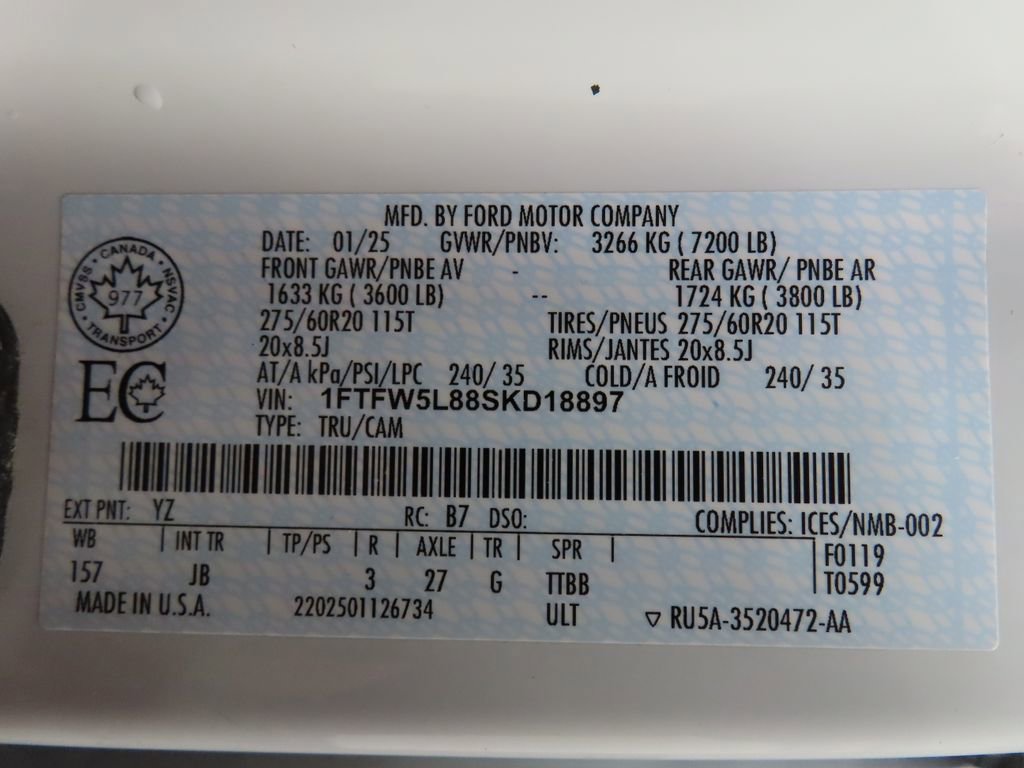 MFD. BY FORD MOTOR COMPANY
DATE: 01/25 GVWR/PNBV: 3266 KG ( 7200 LB)
FRONT GAWR/PNBE AV - REAR GAWR/ PNBE AR
1633 KG ( 3600 LB) -- 1724 KG ( 3800 LB)
275/60R20 115T TIRES/PNEUS 275/60R20 115T
20x8.5J RIMS/JANTES 20x8.5J
AT/A kPa/PSI/LPC 240/ 35 COLD/A FROID 240/ 35
VIN: 1FTFW5L88SKD18897
TYPE: TRU/CAM
CANADA • NSVAC • TRANSPORT • CMVSS •
977
EC
EXT PNT: YZ RC: B7 DSO: COMPLIES: ICES/NMB-002
WB | INT TR | TP/PS | R | AXLE | TR | SPR | F0119
157 JB 3 27 G TTBB T0599
MADE IN U.S.A. 2202501126734 ULT ▽ RU5A-3520472-AA